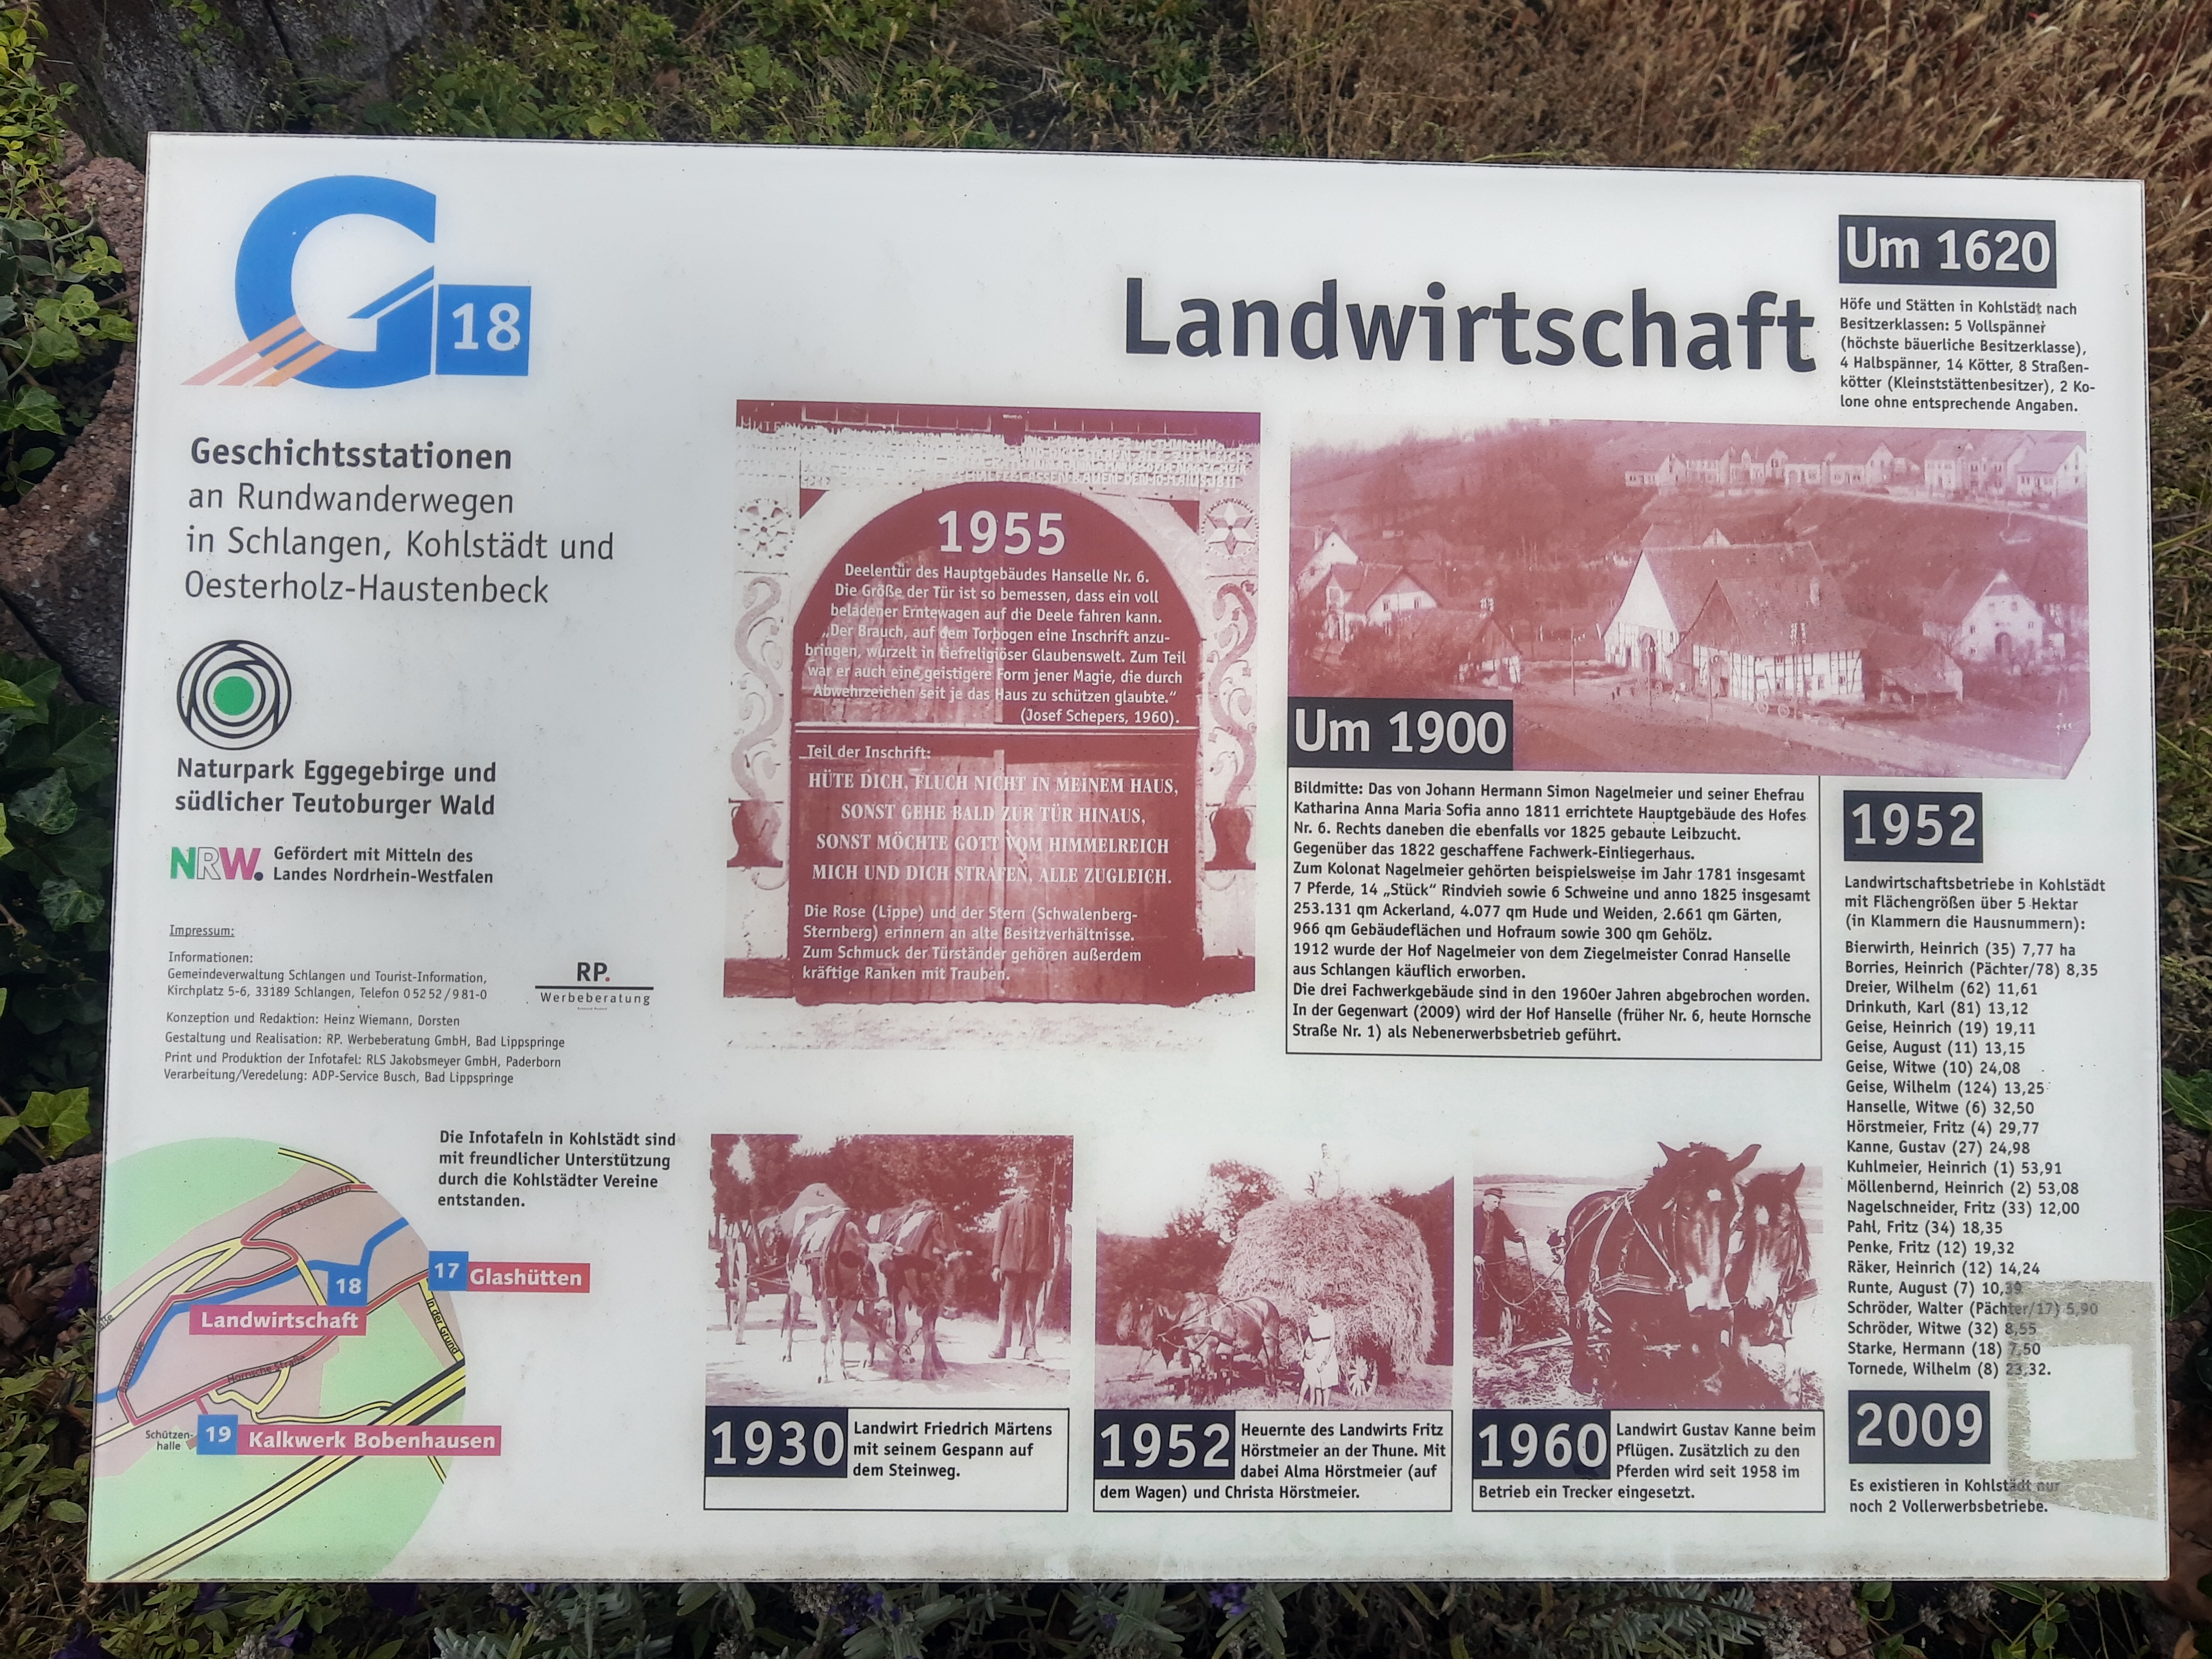 G 18
Geschichtsstationen
an Rundwanderwegen
in Schlangen, Kohlstädt und
Oesterholz-Haustenbeck
Naturpark Eggegebirge und
südlicher Teutoburger Wald
NRW. Gefördert mit Mitteln des
Landes Nordrhein-Westfalen
Impressum:
Informationen:
Gemeindeverwaltung Schlangen und Tourist-Information,
Kirchplatz 5-6, 33189 Schlangen, Telefon 0 52 52 / 9 81-0
Konzeption und Redaktion: Heinz Wiemann, Dorsten
Gestaltung und Realisation: RP. Werbeberatung GmbH, Bad Lippspringe
Print und Produktion der Infotafel: RLS Jakobsmeyer GmbH, Paderborn
Verarbeitung/Veredelung: ADP-Service Busch, Bad Lippspringe
RP.
Werbeberatung
Die Infotafeln in Kohlstädt sind
mit freundlicher Unterstützung
durch die Kohlstädter Vereine
entstanden.
Am Schlehdorn
17 Glashütten
18
Landwirtschaft
In der Grund
Hornsche Straße
Schützen-
halle
19 Kalkwerk Bobenhausen
Landwirtschaft
1955
Deelentür des Hauptgebäudes Hanselle Nr. 6.
Die Größe der Tür ist so bemessen, dass ein voll
beladener Erntewagen auf die Deele fahren kann.
„Der Brauch, auf dem Torbogen eine Inschrift anzu-
bringen, wurzelt in tiefreligiöser Glaubenswelt. Zum Teil
war er auch eine geistigere Form jener Magie, die durch
Abwehrzeichen seit je das Haus zu schützen glaubte.“
(Josef Schepers, 1960).
Teil der Inschrift:
HÜTE DICH, FLUCH NICHT IN MEINEM HAUS,
SONST GEHE BALD ZUR TÜR HINAUS,
SONST MÖCHTE GOTT VOM HIMMELREICH
MICH UND DICH STRAFEN, ALLE ZUGLEICH.
Die Rose (Lippe) und der Stern (Schwalenberg-
Sternberg) erinnern an alte Besitzverhältnisse.
Zum Schmuck der Türständer gehören außerdem
kräftige Ranken mit Trauben.
Um 1900
Bildmitte: Das von Johann Hermann Simon Nagelmeier und seiner Ehefrau
Katharina Anna Maria Sofia anno 1811 errichtete Hauptgebäude des Hofes
Nr. 6. Rechts daneben die ebenfalls vor 1825 gebaute Leibzucht.
Gegenüber das 1822 geschaffene Fachwerk-Einliegerhaus.
Zum Kolonat Nagelmeier gehörten beispielsweise im Jahr 1781 insgesamt
7 Pferde, 14 „Stück“ Rindvieh sowie 6 Schweine und anno 1825 insgesamt
253.131 qm Ackerland, 4.077 qm Hude und Weiden, 2.661 qm Gärten,
966 qm Gebäudeflächen und Hofraum sowie 300 qm Gehölz.
1912 wurde der Hof Nagelmeier von dem Ziegelmeister Conrad Hanselle
aus Schlangen käuflich erworben.
Die drei Fachwerkgebäude sind in den 1960er Jahren abgebrochen worden.
In der Gegenwart (2009) wird der Hof Hanselle (früher Nr. 6, heute Hornsche
Straße Nr. 1) als Nebenerwerbsbetrieb geführt.
1930 Landwirt Friedrich Märtens
mit seinem Gespann auf
dem Steinweg.
1952 Heuernte des Landwirts Fritz
Hörstmeier an der Thune. Mit
dabei Alma Hörstmeier (auf
dem Wagen) und Christa Hörstmeier.
1960 Landwirt Gustav Kanne beim
Pflügen. Zusätzlich zu den
Pferden wird seit 1958 im
Betrieb ein Trecker eingesetzt.
Um 1620
Höfe und Stätten in Kohlstädt nach
Besitzerklassen: 5 Vollspänner
(höchste bäuerliche Besitzerklasse),
4 Halbspänner, 14 Kötter, 8 Straßen-
kötter (Kleinststättenbesitzer), 2 Ko-
lone ohne entsprechende Angaben.
1952
Landwirtschaftsbetriebe in Kohlstädt
mit Flächengrößen über 5 Hektar
(in Klammern die Hausnummern):
Bierwirth, Heinrich (35) 7,77 ha
Borries, Heinrich (Pächter/78) 8,35
Dreier, Wilhelm (62) 11,61
Drinkuth, Karl (81) 13,12
Geise, Heinrich (19) 19,11
Geise, August (11) 13,15
Geise, Witwe (10) 24,08
Geise, Wilhelm (124) 13,25
Hanselle, Witwe (6) 32,50
Hörstmeier, Fritz (4) 29,77
Kanne, Gustav (27) 24,98
Kuhlmeier, Heinrich (1) 53,91
Möllenbernd, Heinrich (2) 53,08
Nagelschneider, Fritz (33) 12,00
Pahl, Fritz (34) 18,35
Penke, Fritz (12) 19,32
Räker, Heinrich (12) 14,24
Runte, August (7) 10,39
Schröder, Walter (Pächter/17) 5,90
Schröder, Witwe (32) 8,55
Starke, Hermann (18) 7,50
Tornede, Wilhelm (8) 23,32.
2009
Es existieren in Kohlstädt nur
noch 2 Vollerwerbsbetriebe.